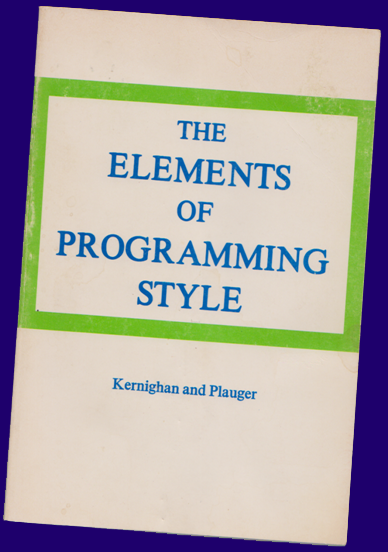 THE
ELEMENTS
OF
PROGRAMMING
STYLE
Kernighan and Plauger